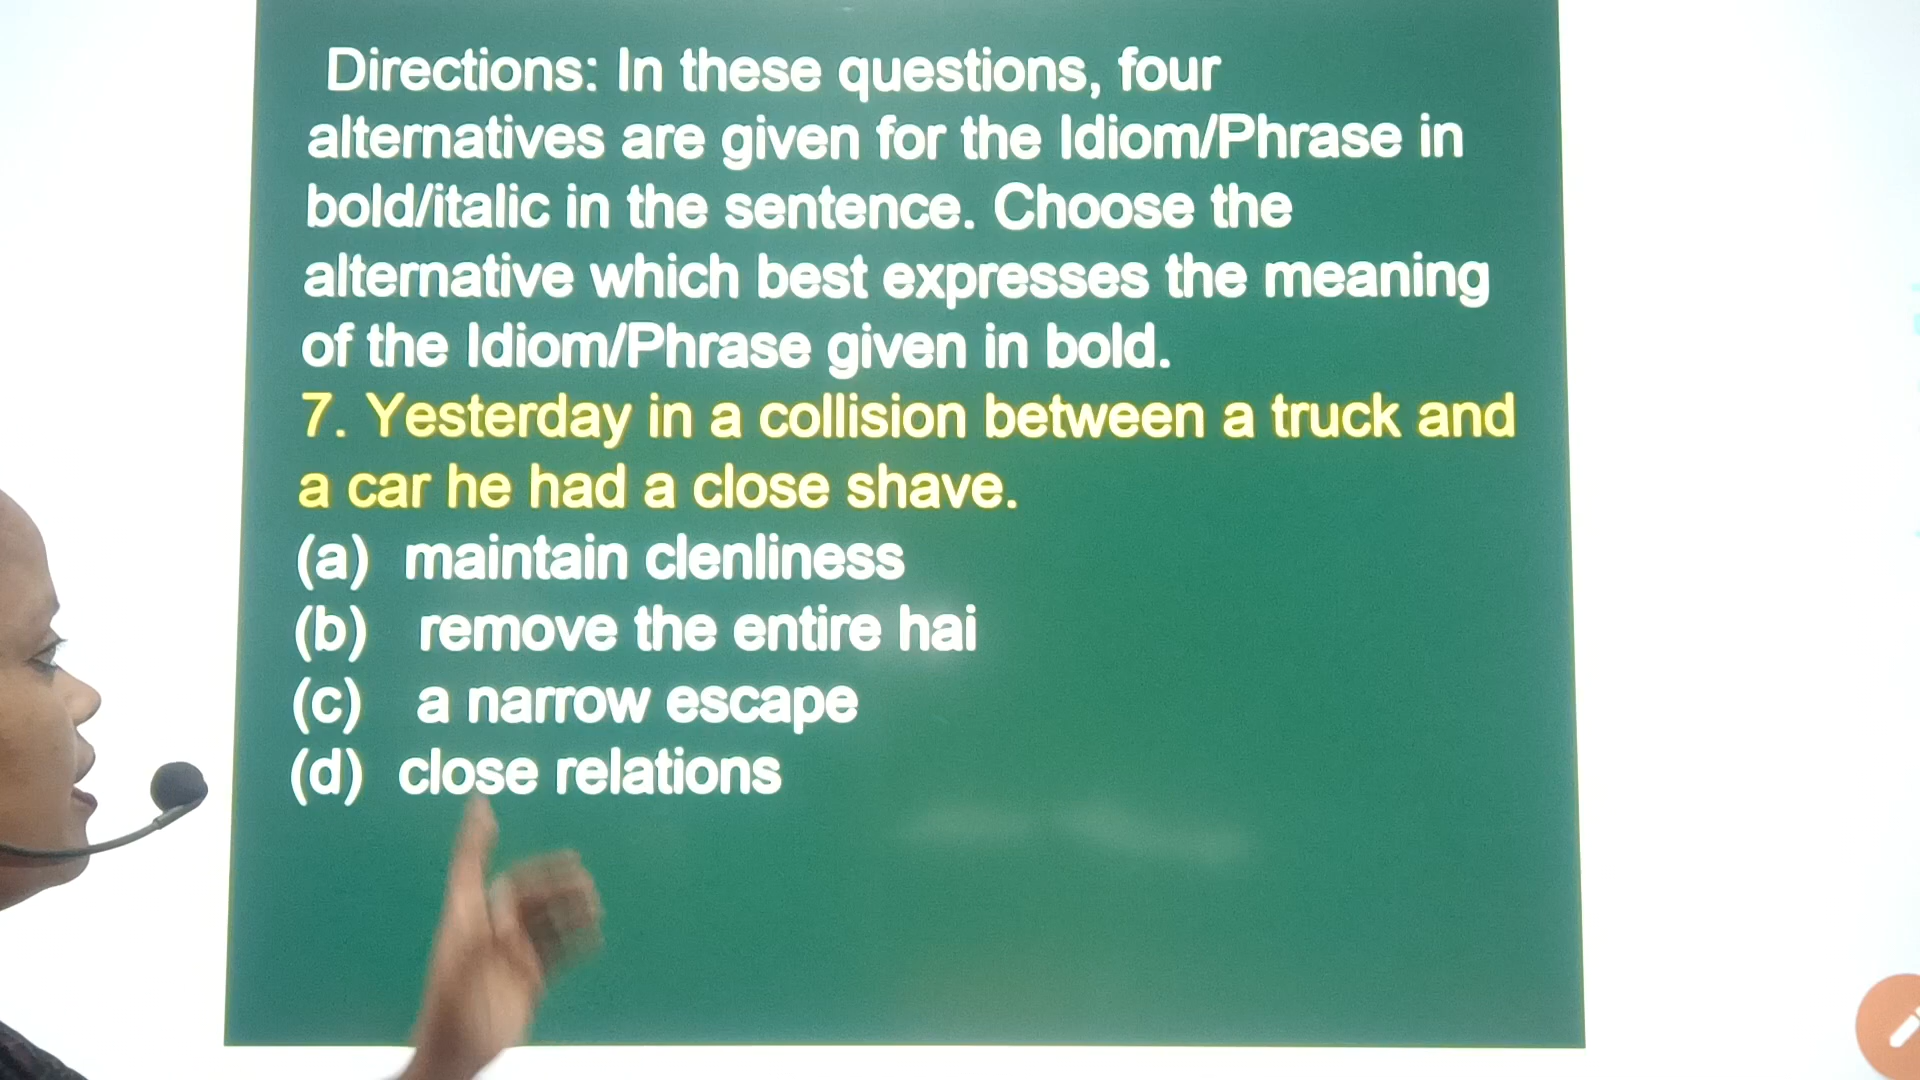 Directions: In these questions, four
alternatives are given for the Idiom/Phrase in
bold/italic in the sentence. Choose the
alternative which best expresses the meaning
of the Idiom/Phrase given in bold.
7. Yesterday in a collision between a truck and
a car he had a close shave.
(a) maintain clenliness
(b) remove the entire hai
(c) a narrow escape
(d) close relations